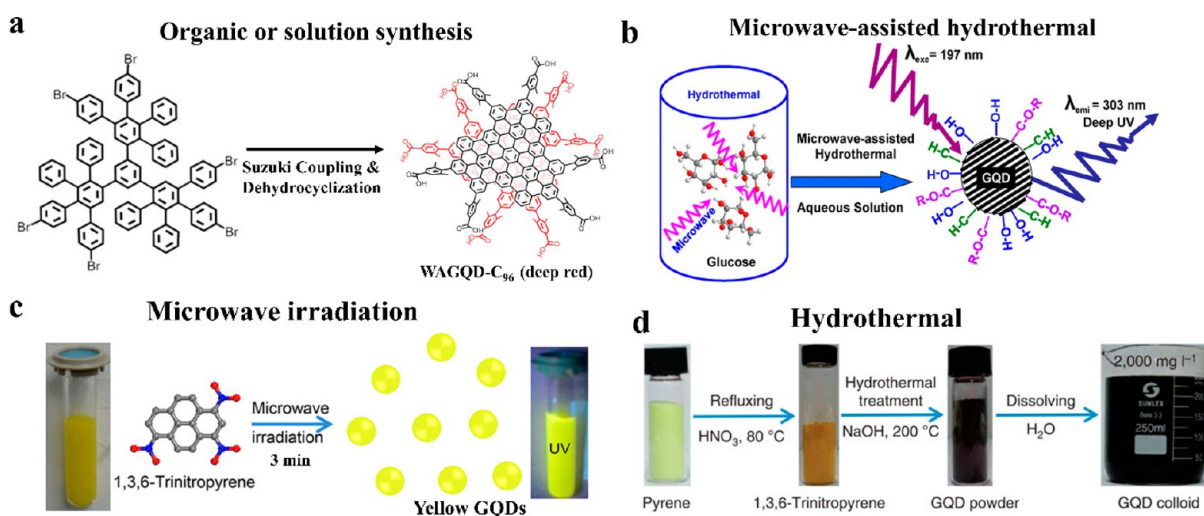 a
Organic or solution synthesis
Br
Br
Br
Br
Br
Br
Suzuki Coupling &
Dehydrocyclization
WAGQD-C₉₆ (deep red)
b
Microwave-assisted hydrothermal
Hydrothermal
Microwave
Glucose
Microwave-assisted
Hydrothermal
Aqueous Solution
λexc= 197 nm
λemi = 303 nm
Deep UV
GQD
H-O
H-O
C-O-R
C-H
H-O
H-O
C-O-R
C-H
H-O
H-O
C-O-R
C-H
R-O-C
H-O
H-O
R-O-C
c
Microwave irradiation
Microwave
irradiation
3 min
1,3,6-Trinitropyrene
Yellow GQDs
UV
d
Hydrothermal
Refluxing
HNO₃, 80 °C
Hydrothermal
treatment
NaOH, 200 °C
Dissolving
H₂O
2,000 mg l⁻¹
SUNLEX
250ml
Pyrene
1,3,6-Trinitropyrene
GQD powder
GQD colloid